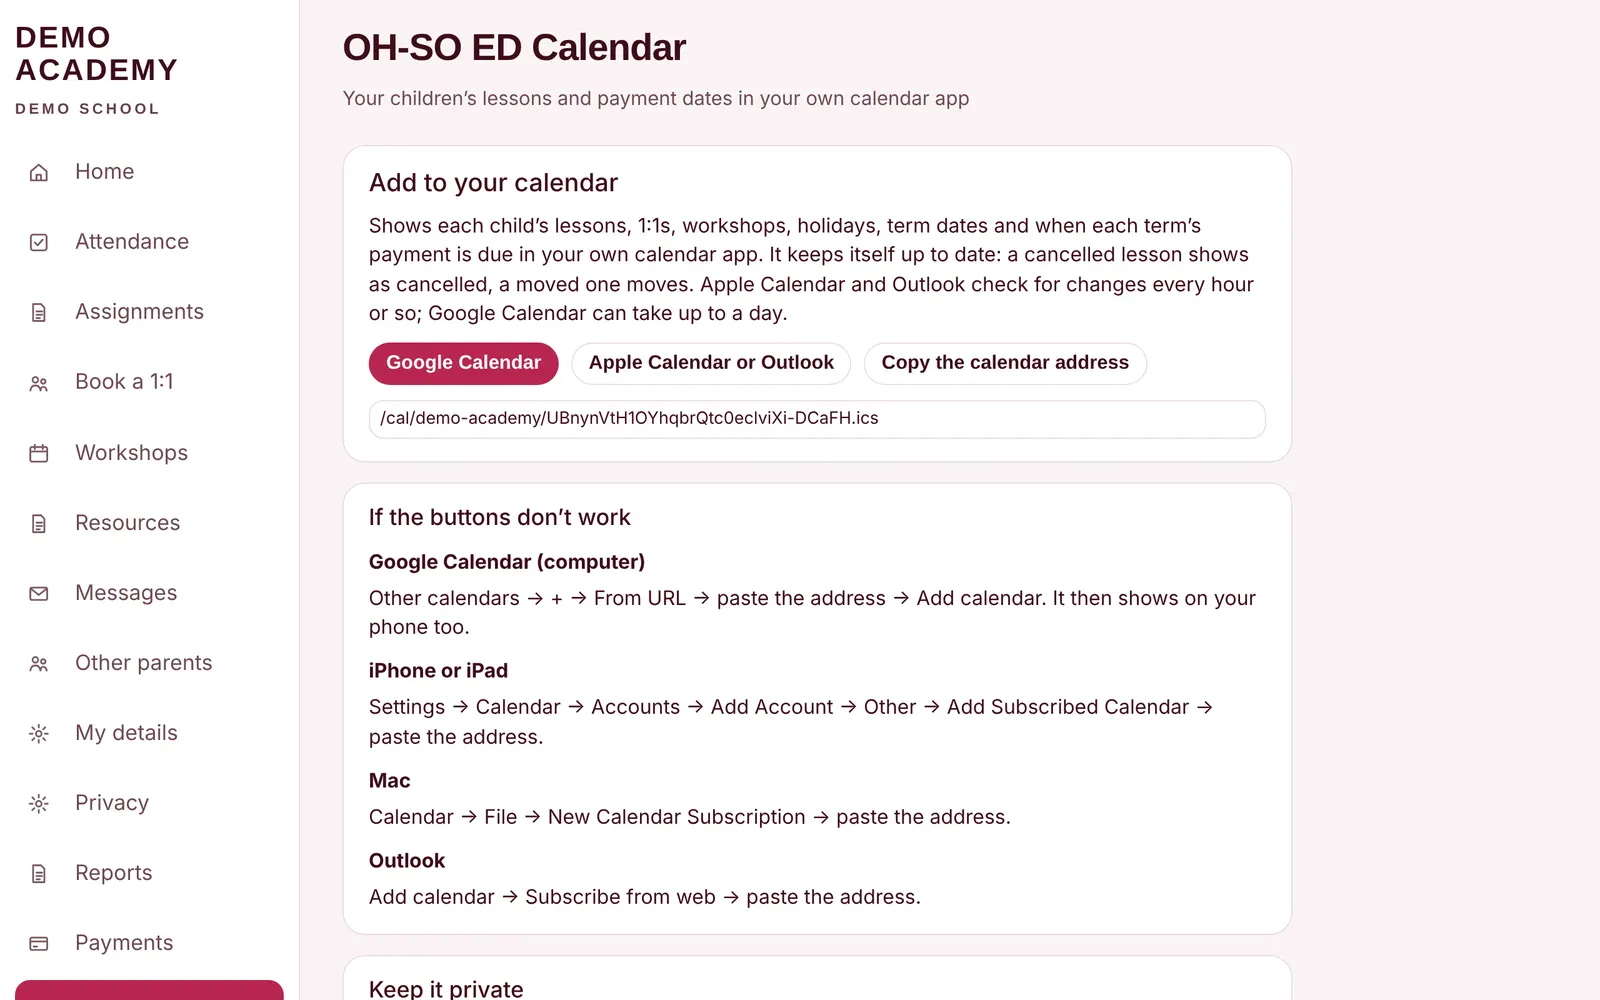 DEMO
ACADEMY
DEMO SCHOOL
Home
Attendance
Assignments
Book a 1:1
Workshops
Resources
Messages
Other parents
My details
Privacy
Reports
Payments
OH-SO ED Calendar
Your children’s lessons and payment dates in your own calendar app
Add to your calendar
Shows each child’s lessons, 1:1s, workshops, holidays, term dates and when each term’s
payment is due in your own calendar app. It keeps itself up to date: a cancelled lesson shows
as cancelled, a moved one moves. Apple Calendar and Outlook check for changes every hour
or so; Google Calendar can take up to a day.
Google Calendar
Apple Calendar or Outlook
Copy the calendar address
/cal/demo-academy/UBnynVtH1OYhqbrQtc0eclviXi-DCaFH.ics
If the buttons don’t work
Google Calendar (computer)
Other calendars → + → From URL → paste the address → Add calendar. It then shows on your
phone too.
iPhone or iPad
Settings → Calendar → Accounts → Add Account → Other → Add Subscribed Calendar →
paste the address.
Mac
Calendar → File → New Calendar Subscription → paste the address.
Outlook
Add calendar → Subscribe from web → paste the address.
Keep it private